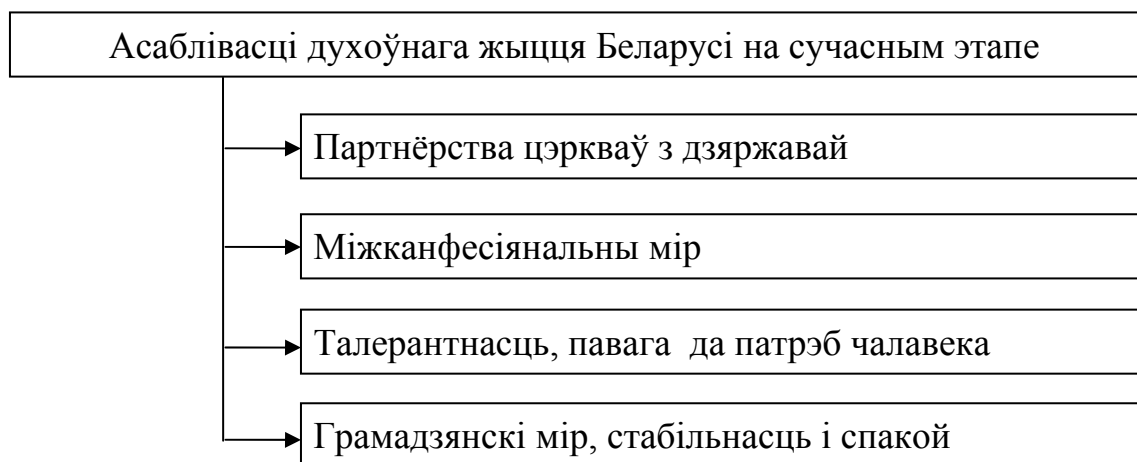 Асаблівасці духоўнага жыцця Беларусі на сучасным этапе
Партнёрства цэркваў з дзяржавай
Міжканфесіянальны мір
Талерантнасць, павага  да патрэб чалавека
Грамадзянскі мір, стабільнасць і спакой